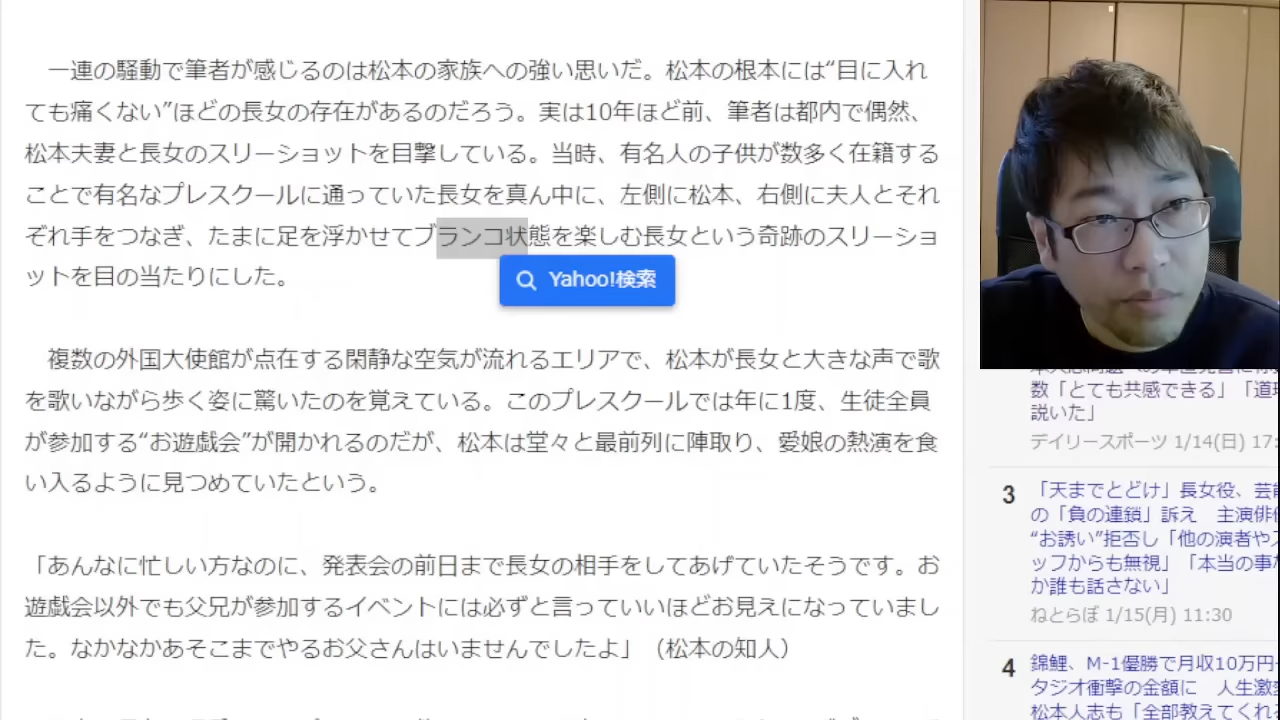 一連の騒動で筆者が感じるのは松本の家族への強い思いだ。松本の根本には“目に入れ
ても痛くない”ほどの長女の存在があるのだろう。実は10年ほど前、筆者は都内で偶然、
松本夫妻と長女のスリーショットを目撃している。当時、有名人の子供が数多く在籍する
ことで有名なプレスクールに通っていた長女を真ん中に、左側に松本、右側に夫人とそれ
ぞれ手をつなぎ、たまに足を浮かせてブランコ状態を楽しむ長女という奇跡のスリーショ
ットを目の当たりにした。
Yahoo!検索
複数の外国大使館が点在する閑静な空気が流れるエリアで、松本が長女と大きな声で歌
を歌いながら歩く姿に驚いたのを覚えている。このプレスクールでは年に1度、生徒全員
が参加する“お遊戯会”が開かれるのだが、松本は堂々と最前列に陣取り、愛娘の熱演を食
い入るように見つめていたという。
「あんなに忙しい方なのに、発表会の前日まで長女の相手をしてあげていたそうです。お
遊戯会以外でも父兄が参加するイベントには必ずと言っていいほどお見えになっていまし
た。なかなかあそこまでやるお父さんはいませんでしたよ」（松本の知人）
数「とても共感できる」「道
説いた」
デイリースポーツ 1/14(日) 17:
3
「天までとどけ」長女役、芸
の「負の連鎖」訴え 主演俳
“お誘い”拒否し「他の演者や
ッフからも無視」「本当の事
か誰も話さない」
ねとらぼ 1/15(月) 11:30
4
錦鯉、M-1優勝で月収10万円
タジオ衝撃の金額に 人生激
松本人志も「全部教えてくれ